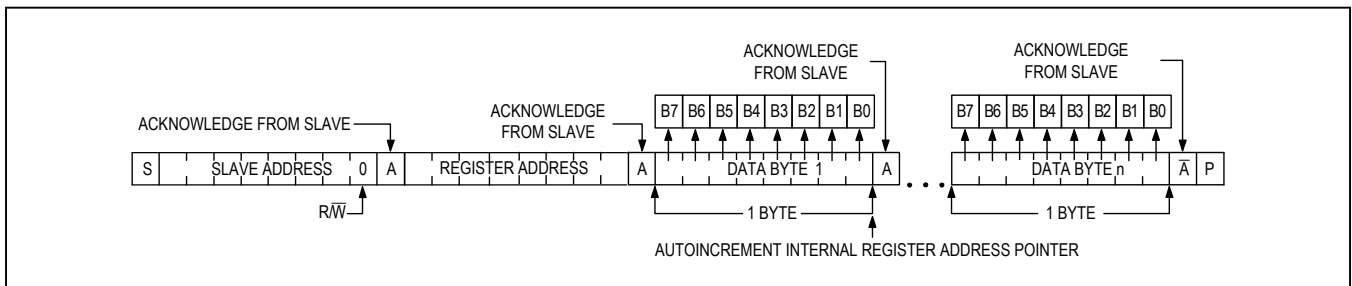 ACKNOWLEDGE
FROM SLAVE
ACKNOWLEDGE
FROM SLAVE
B7 B6 B5 B4 B3 B2 B1 B0
B7 B6 B5 B4 B3 B2 B1 B0
ACKNOWLEDGE FROM SLAVE
ACKNOWLEDGE
FROM SLAVE
S SLAVE ADDRESS 0 A REGISTER ADDRESS A DATA BYTE 1 A ... DATA BYTE n A̅ P
R/W̅
1 BYTE
1 BYTE
AUTOINCREMENT INTERNAL REGISTER ADDRESS POINTER